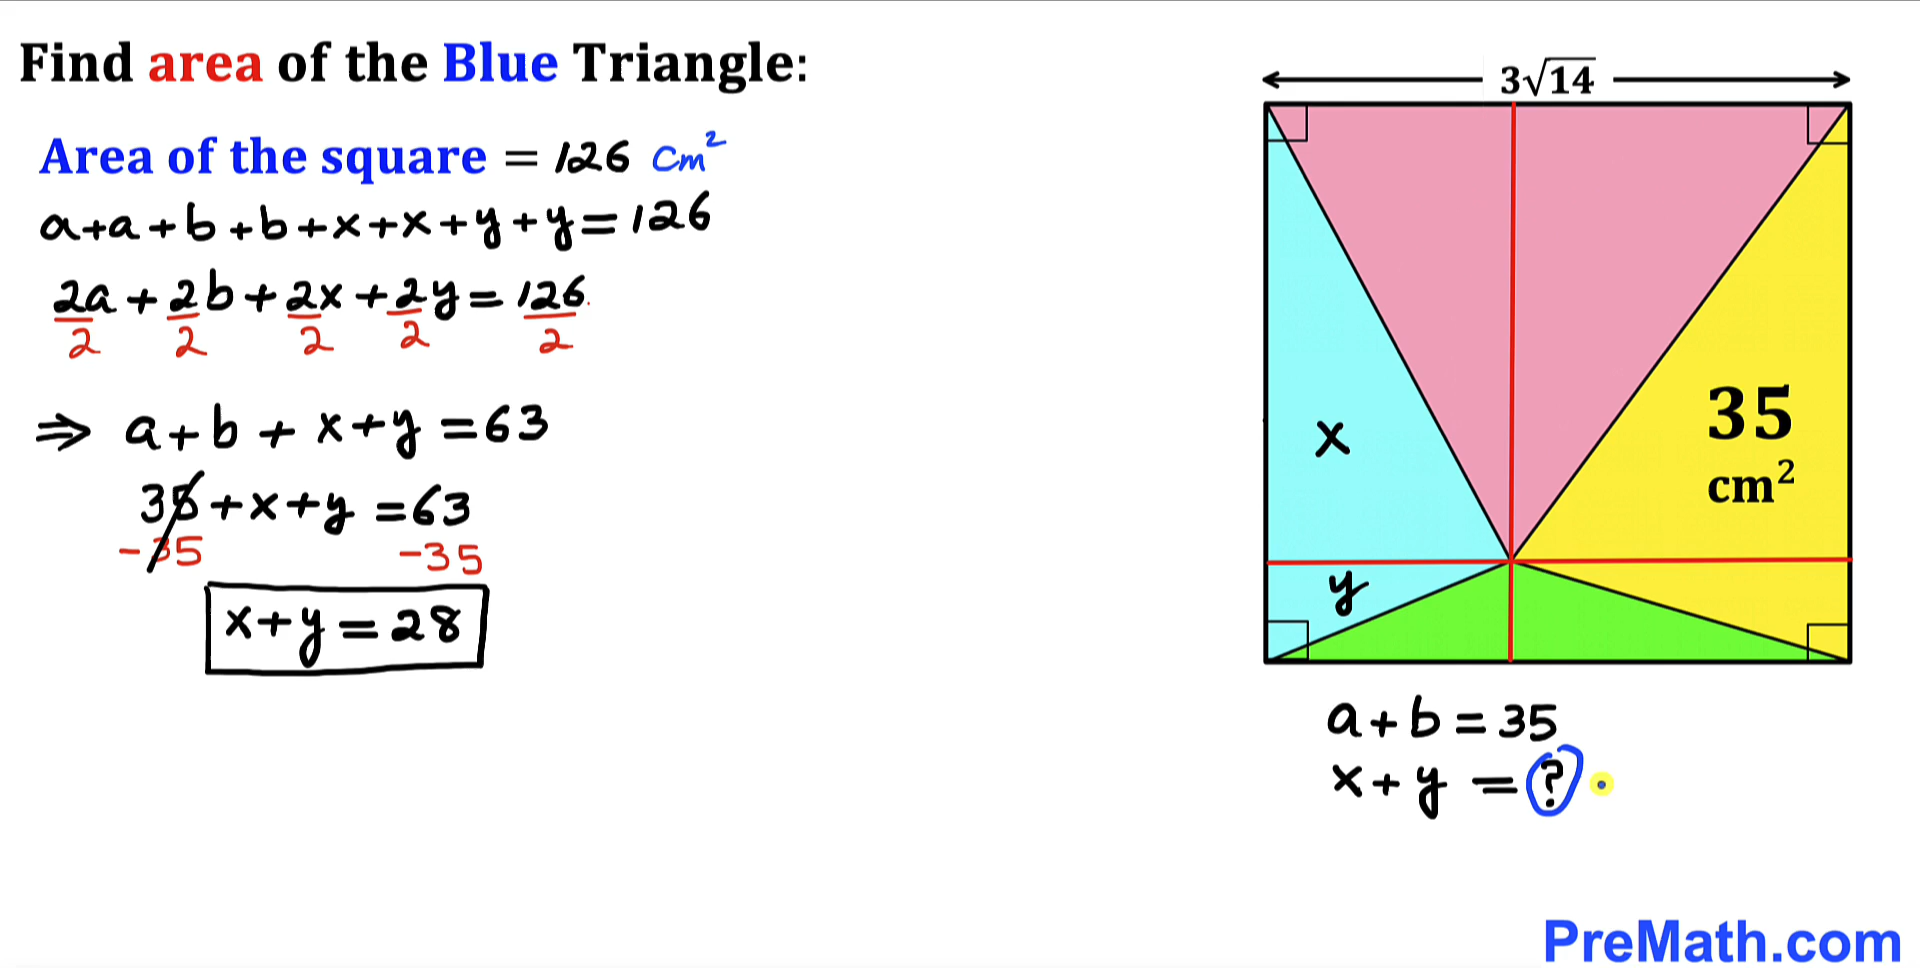 Find area of the Blue Triangle:
Area of the square = 126 cm²
a+a+b+b+x+x+y+y=126
2a/2 + 2b/2 + 2x/2 + 2y/2 = 126/2
⇒ a+b+x+y=63
35+x+y=63
-35 -35
x+y=28
3√14
x
35
cm²
y
a+b=35
x+y=?
PreMath.com